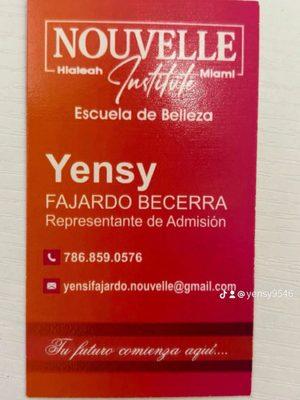 NOUVELLE
Hialeah Institute Miami
Escuela de Belleza
Yensy
FAJARDO BECERRA
Representante de Admisión
786.859.0576
yensifajardo.nouvelle@gmail.com
@yensy9546
Tu futuro comienza aquí....